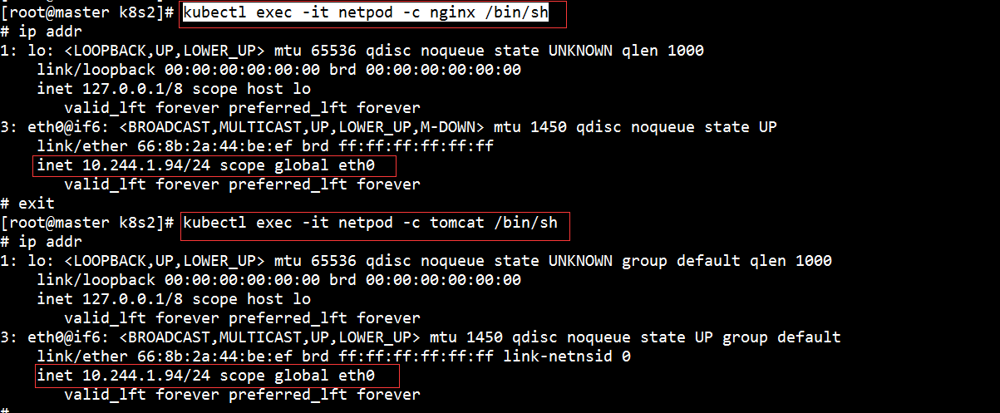 [root@master k8s2]# kubectl exec -it netpod -c nginx /bin/sh
# ip addr
1: lo: <LOOPBACK,UP,LOWER_UP> mtu 65536 qdisc noqueue state UNKNOWN qlen 1000
    link/loopback 00:00:00:00:00:00 brd 00:00:00:00:00:00
    inet 127.0.0.1/8 scope host lo
       valid_lft forever preferred_lft forever
3: eth0@if6: <BROADCAST,MULTICAST,UP,LOWER_UP,M-DOWN> mtu 1450 qdisc noqueue state UP
    link/ether 66:8b:2a:44:be:ef brd ff:ff:ff:ff:ff:ff
    inet 10.244.1.94/24 scope global eth0
       valid_lft forever preferred_lft forever
# exit
[root@master k8s2]# kubectl exec -it netpod -c tomcat /bin/sh
# ip addr
1: lo: <LOOPBACK,UP,LOWER_UP> mtu 65536 qdisc noqueue state UNKNOWN group default qlen 1000
    link/loopback 00:00:00:00:00:00 brd 00:00:00:00:00:00
    inet 127.0.0.1/8 scope host lo
       valid_lft forever preferred_lft forever
3: eth0@if6: <BROADCAST,MULTICAST,UP,LOWER_UP> mtu 1450 qdisc noqueue state UP group default
    link/ether 66:8b:2a:44:be:ef brd ff:ff:ff:ff:ff:ff link-netnsid 0
    inet 10.244.1.94/24 scope global eth0
       valid_lft forever preferred_lft forever
#